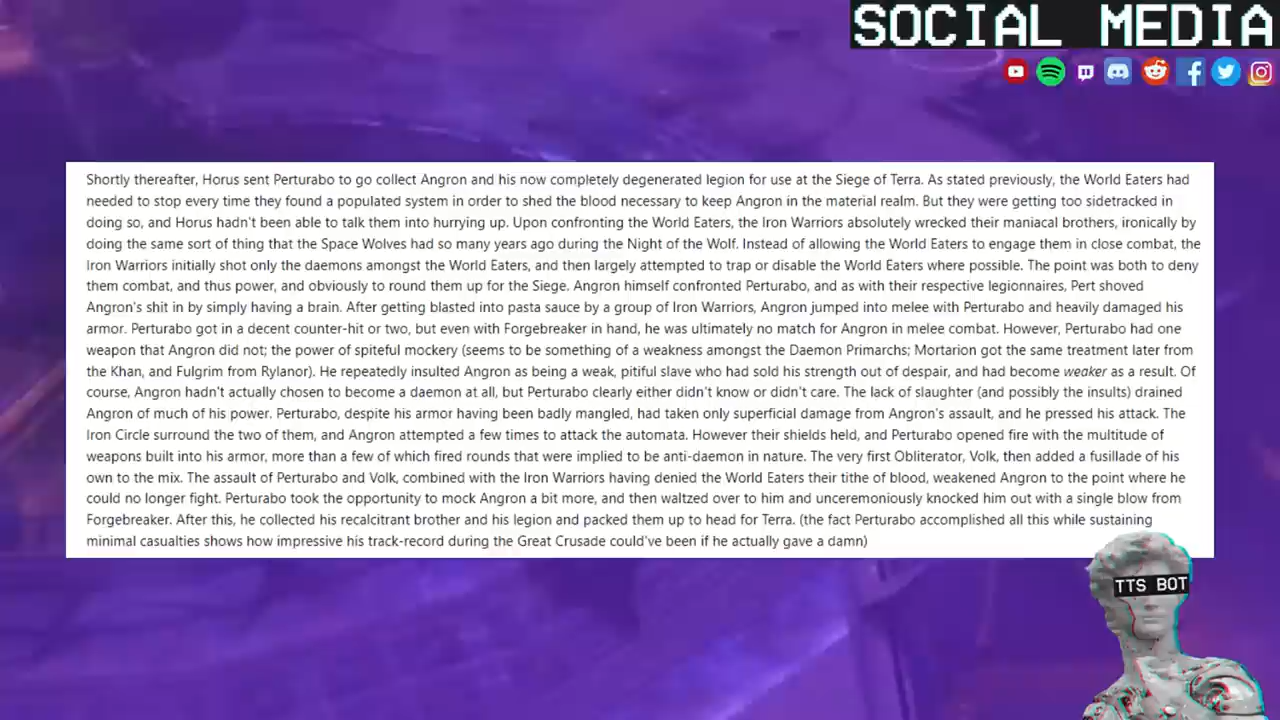 SOCIAL MEDIA
Shortly thereafter, Horus sent Perturabo to go collect Angron and his now completely degenerated legion for use at the Siege of Terra. As stated previously, the World Eaters had
needed to stop every time they found a populated system in order to shed the blood necessary to keep Angron in the material realm. But they were getting too sidetracked in
doing so, and Horus hadn't been able to talk them into hurrying up. Upon confronting the World Eaters, the Iron Warriors absolutely wrecked their maniacal brothers, ironically by
doing the same sort of thing that the Space Wolves had so many years ago during the Night of the Wolf. Instead of allowing the World Eaters to engage them in close combat, the
Iron Warriors initially shot only the daemons amongst the World Eaters, and then largely attempted to trap or disable the World Eaters where possible. The point was both to deny
them combat, and thus power, and obviously to round them up for the Siege. Angron himself confronted Perturabo, and as with their respective legionnaires, Pert shoved
Angron's shit in by simply having a brain. After getting blasted into pasta sauce by a group of Iron Warriors, Angron jumped into melee with Perturabo and heavily damaged his
armor. Perturabo got in a decent counter-hit or two, but even with Forgebreaker in hand, he was ultimately no match for Angron in melee combat. However, Perturabo had one
weapon that Angron did not; the power of spiteful mockery (seems to be something of a weakness amongst the Daemon Primarchs; Mortarion got the same treatment later from
the Khan, and Fulgrim from Rylanor). He repeatedly insulted Angron as being a weak, pitiful slave who had sold his strength out of despair, and had become weaker as a result. Of
course, Angron hadn't actually chosen to become a daemon at all, but Perturabo clearly either didn't know or didn't care. The lack of slaughter (and possibly the insults) drained
Angron of much of his power. Perturabo, despite his armor having been badly mangled, had taken only superficial damage from Angron's assault, and he pressed his attack. The
Iron Circle surround the two of them, and Angron attempted a few times to attack the automata. However their shields held, and Perturabo opened fire with the multitude of
weapons built into his armor, more than a few of which fired rounds that were implied to be anti-daemon in nature. The very first Obliterator, Volk, then added a fusillade of his
own to the mix. The assault of Perturabo and Volk, combined with the Iron Warriors having denied the World Eaters their tithe of blood, weakened Angron to the point where he
could no longer fight. Perturabo took the opportunity to mock Angron a bit more, and then waltzed over to him and unceremoniously knocked him out with a single blow from
Forgebreaker. After this, he collected his recalcitrant brother and his legion and packed them up to head for Terra. (the fact Perturabo accomplished all this while sustaining
minimal casualties shows how impressive his track-record during the Great Crusade could've been if he actually gave a damn)
TTS BOT